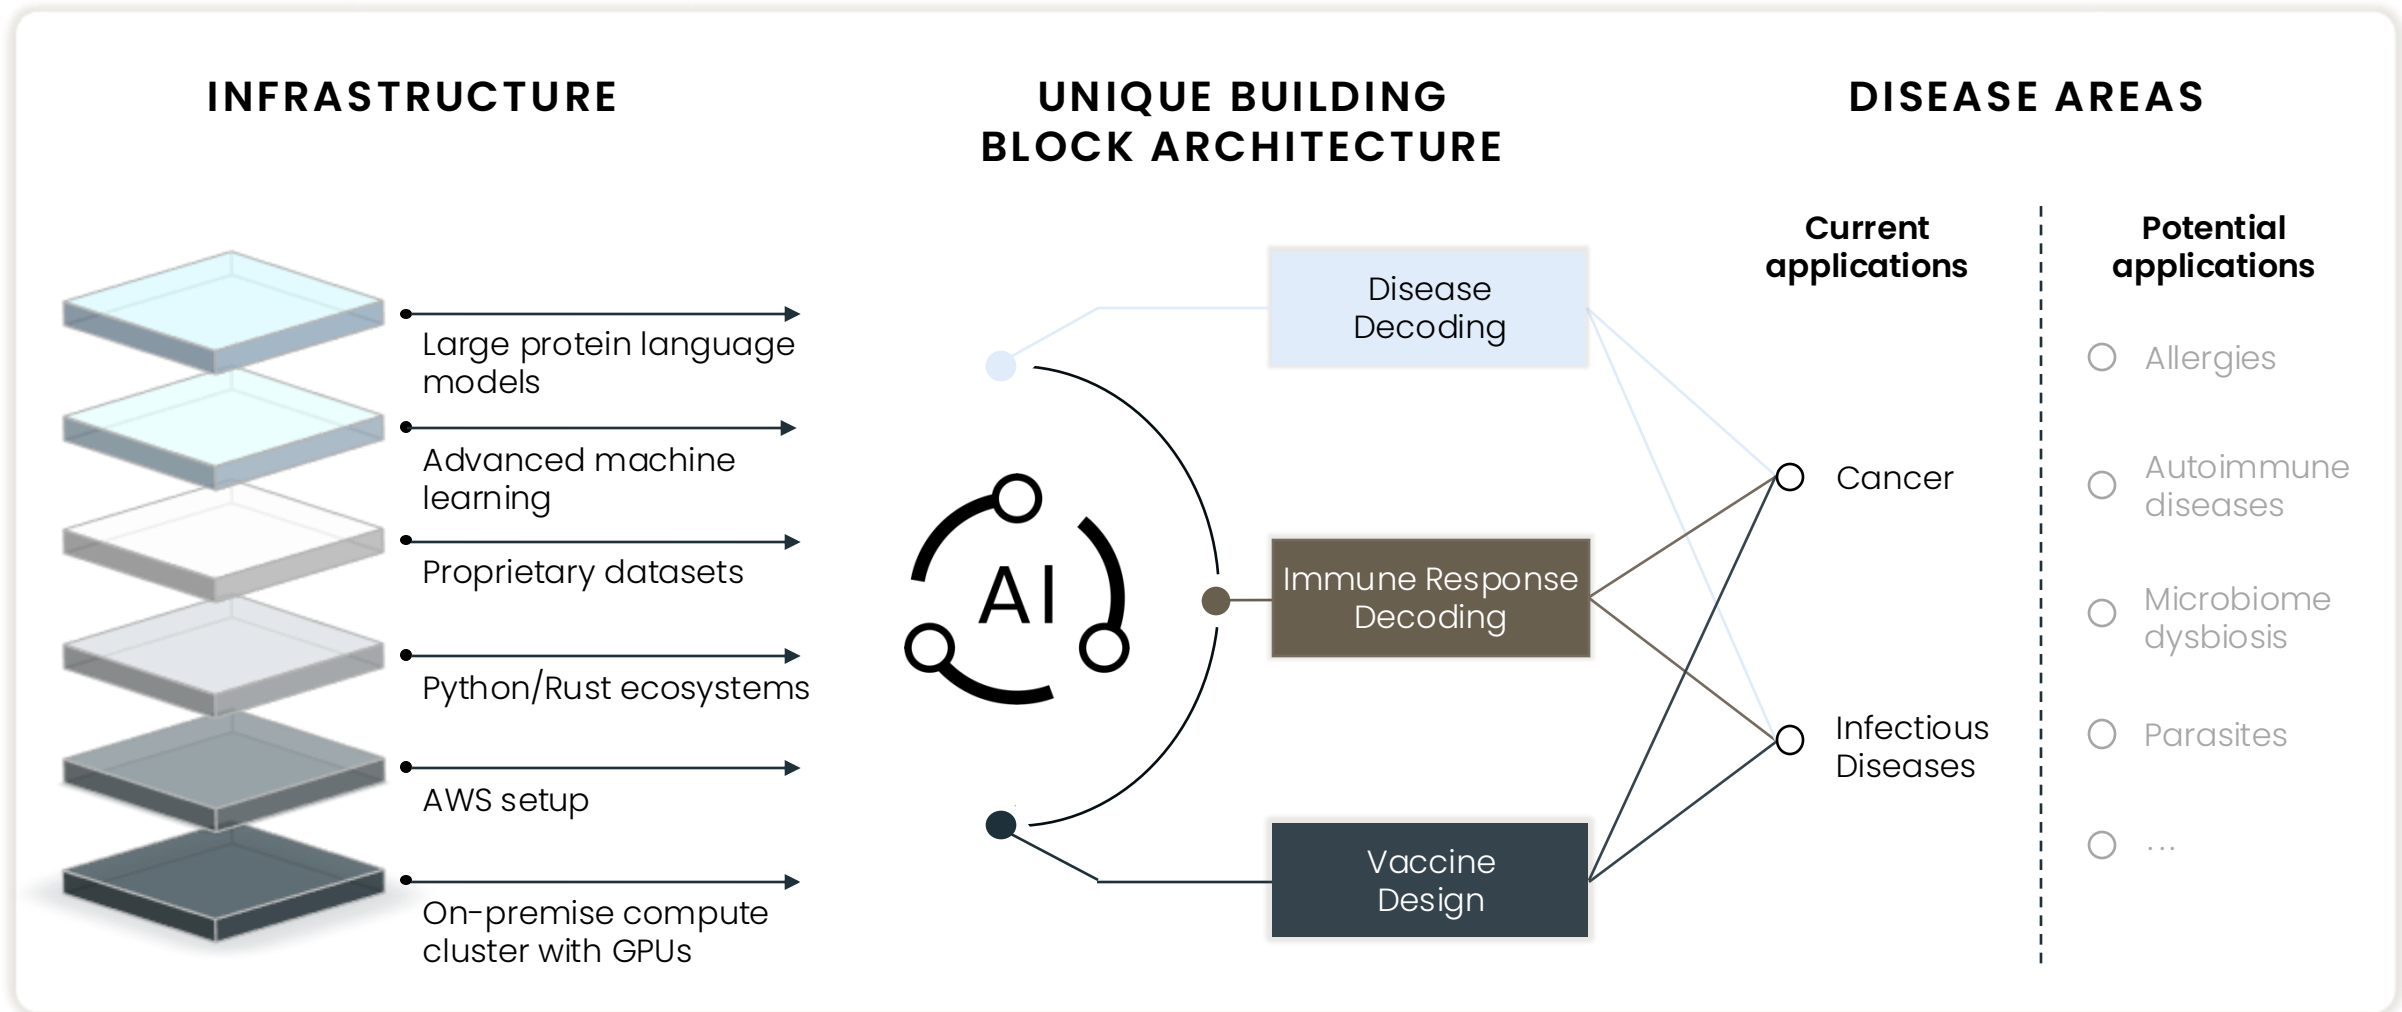 INFRASTRUCTURE
Large protein language
models
Advanced machine
learning
Proprietary datasets
Python/Rust ecosystems
AWS setup
On-premise compute
cluster with GPUs
UNIQUE BUILDING
BLOCK ARCHITECTURE
AI
Disease
Decoding
Immune Response
Decoding
Vaccine
Design
DISEASE AREAS
Current
applications
Cancer
Infectious
Diseases
Potential
applications
Allergies
Autoimmune
diseases
Microbiome
dysbiosis
Parasites
...